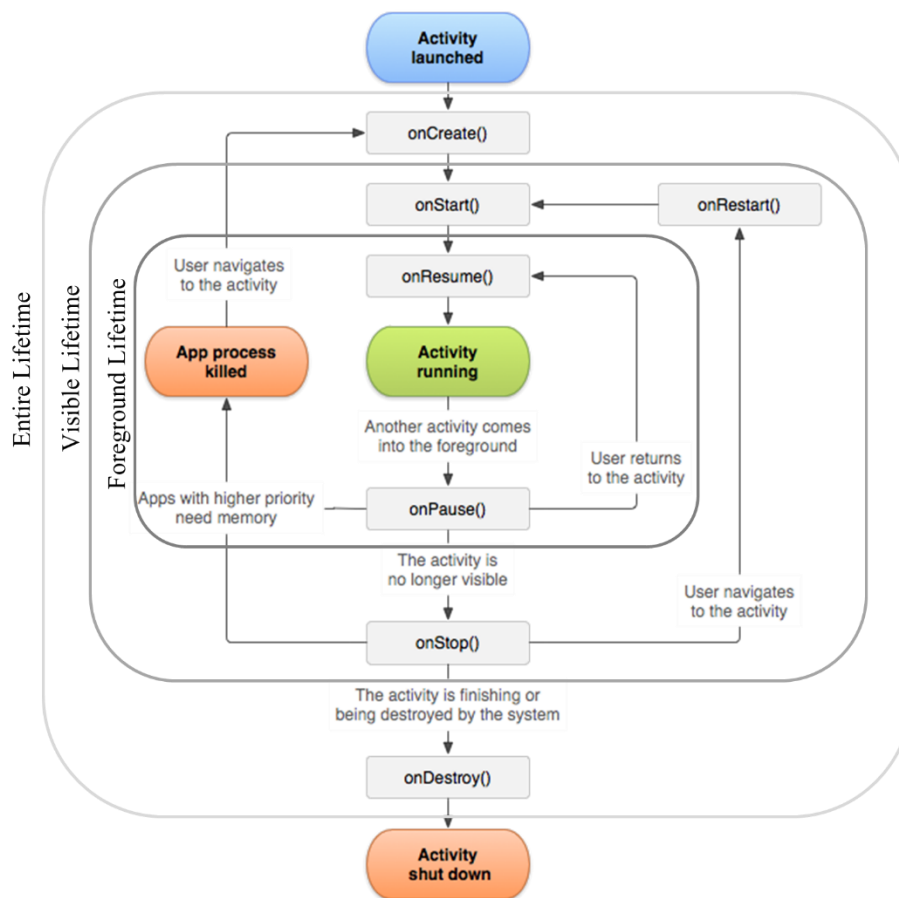 Activity
launched
onCreate()
onStart()
onRestart()
User navigates
to the activity
onResume()
Entire Lifetime
Visible Lifetime
Foreground Lifetime
App process
killed
Activity
running
Another activity comes
into the foreground
User returns
to the activity
Apps with higher priority
need memory
onPause()
The activity is
no longer visible
User navigates
to the activity
onStop()
The activity is finishing or
being destroyed by the system
onDestroy()
Activity
shut down